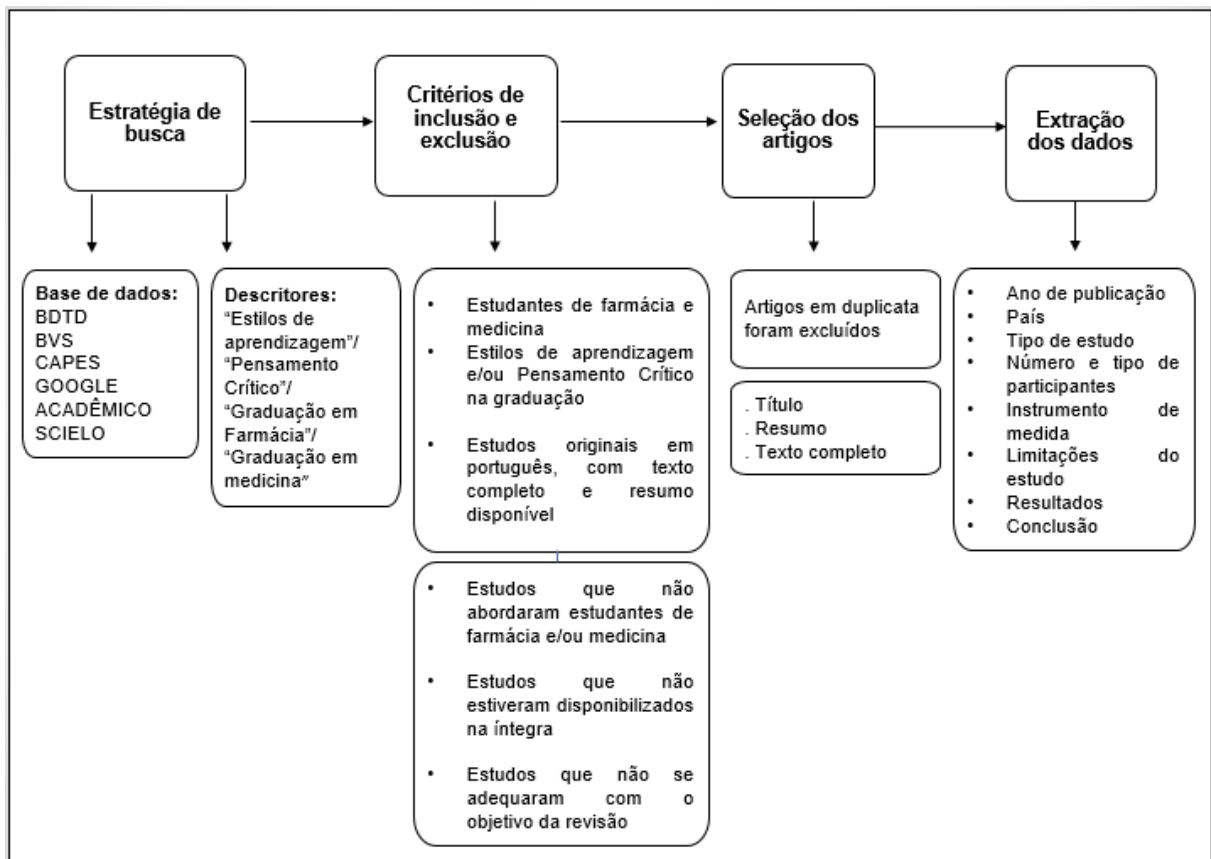 Estratégia de
busca
Critérios de
inclusão e
exclusão
Seleção dos
artigos
Extração
dos dados
Base de dados:
BDTD
BVS
CAPES
GOOGLE
ACADÊMICO
SCIELO
Descritores:
“Estilos de
aprendizagem”/
“Pensamento
Crítico”/
“Graduação em
Farmácia”/
“Graduação em
medicina”
• Estudantes de farmácia e
medicina
• Estilos de aprendizagem
e/ou Pensamento Crítico
na graduação
• Estudos originais em
português, com texto
completo e resumo
disponível
• Estudos que não
abordaram estudantes de
farmácia e/ou medicina
• Estudos que não
estiveram disponibilizados
na íntegra
• Estudos que não se
adequaram com o
objetivo da revisão
Artigos em duplicata
foram excluídos
. Título
. Resumo
. Texto completo
• Ano de publicação
• País
• Tipo de estudo
• Número e tipo de
participantes
• Instrumento de
medida
• Limitações do
estudo
• Resultados
• Conclusão